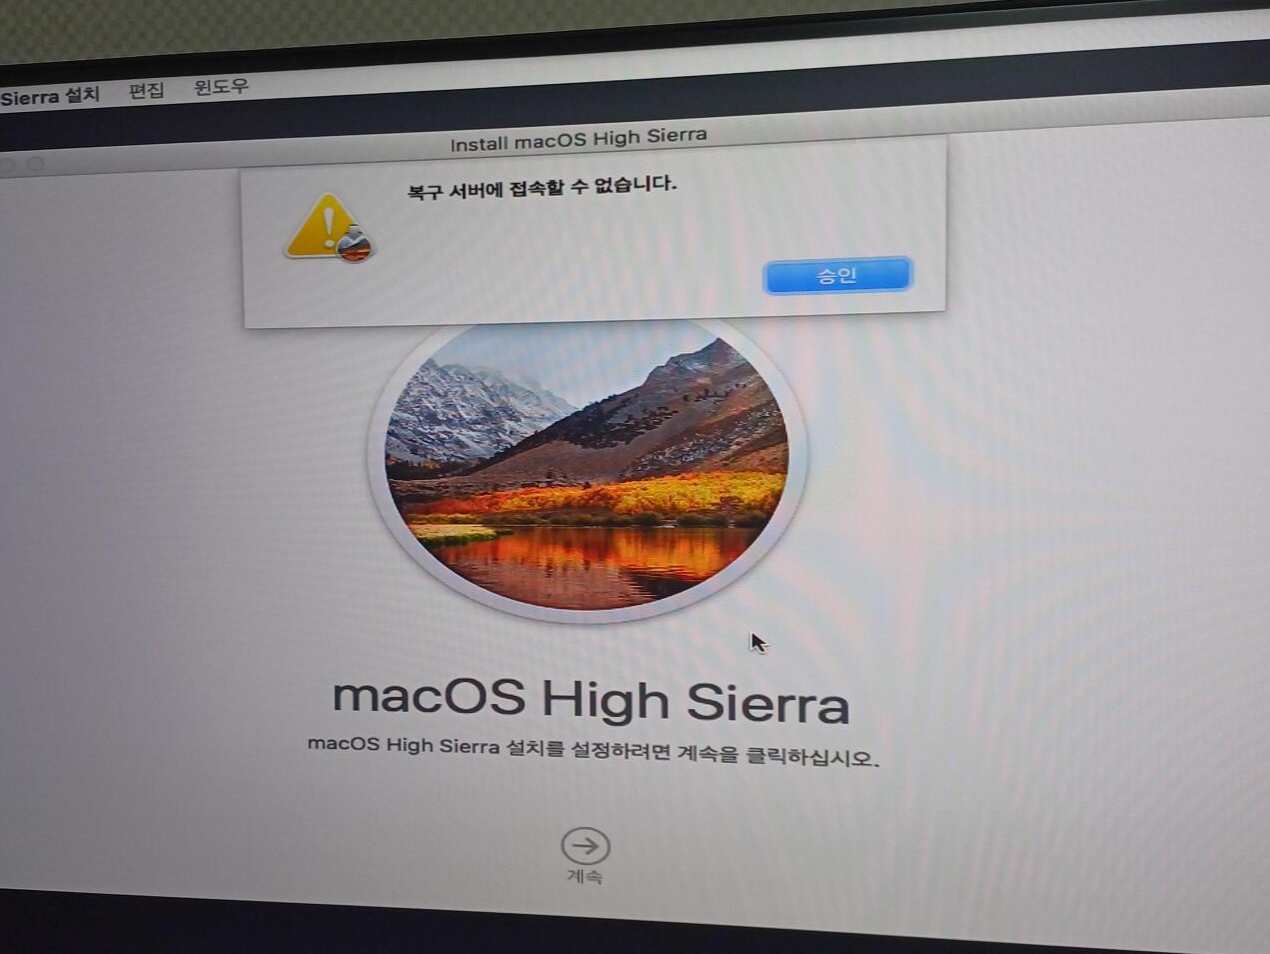 Sierra 설치 편집 윈도우
Install macOS High Sierra
복구 서버에 접속할 수 없습니다.
승인
macOS High Sierra
macOS High Sierra 설치를 설정하려면 계속을 클릭하십시오.
계속